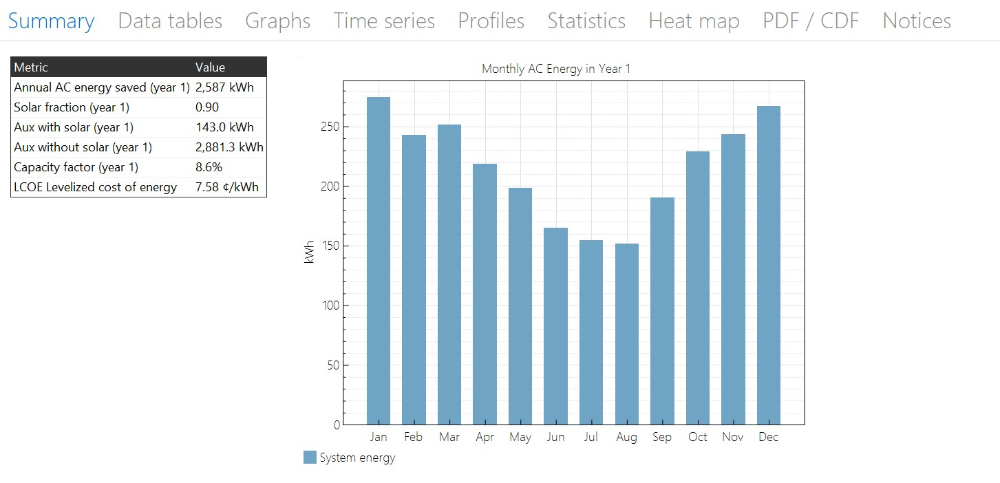 Summary Data tables Graphs Time series Profiles Statistics Heat map PDF / CDF Notices
Metric Value
Annual AC energy saved (year 1) 2,587 kWh
Solar fraction (year 1) 0.90
Aux with solar (year 1) 143.0 kWh
Aux without solar (year 1) 2,881.3 kWh
Capacity factor (year 1) 8.6%
LCOE Levelized cost of energy 7.58 ¢/kWh
Monthly AC Energy in Year 1
kWh
250
200
150
100
50
0
Jan Feb Mar Apr May Jun Jul Aug Sep Oct Nov Dec
System energy